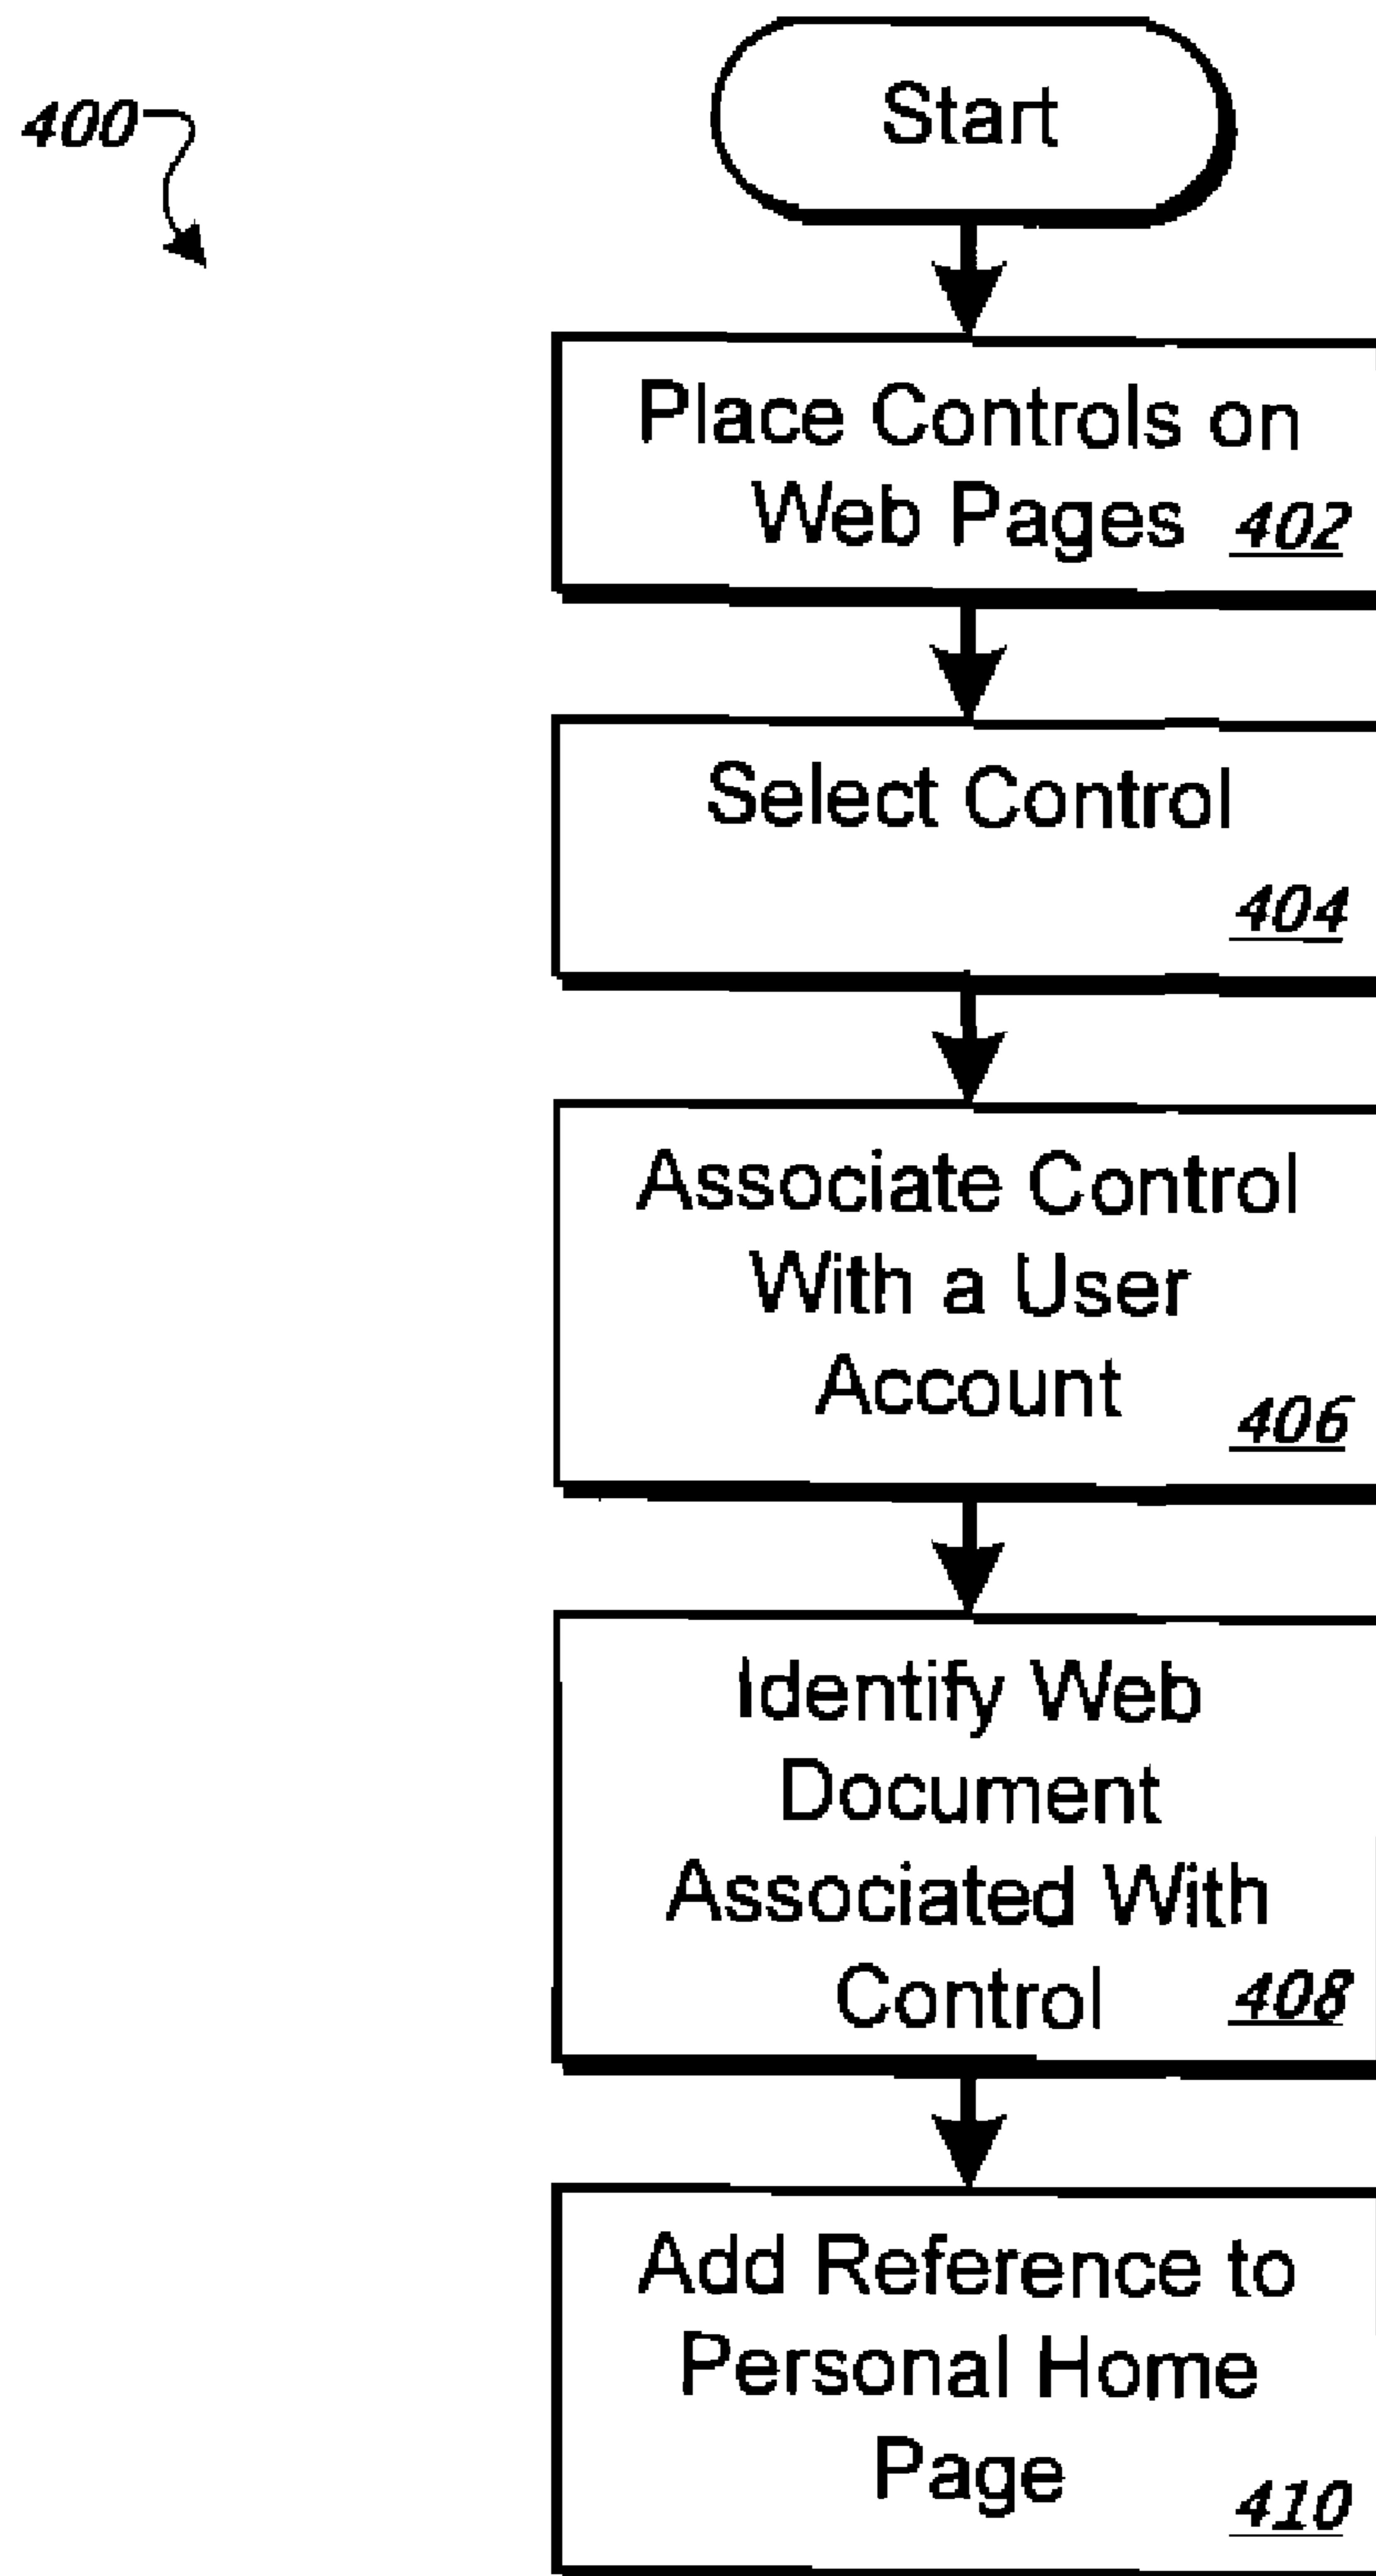 400
Start
Place Controls on
Web Pages 402
Select Control
404
Associate Control
With a User
Account 406
Identify Web
Document
Associated With
Control 408
Add Reference to
Personal Home
Page 410